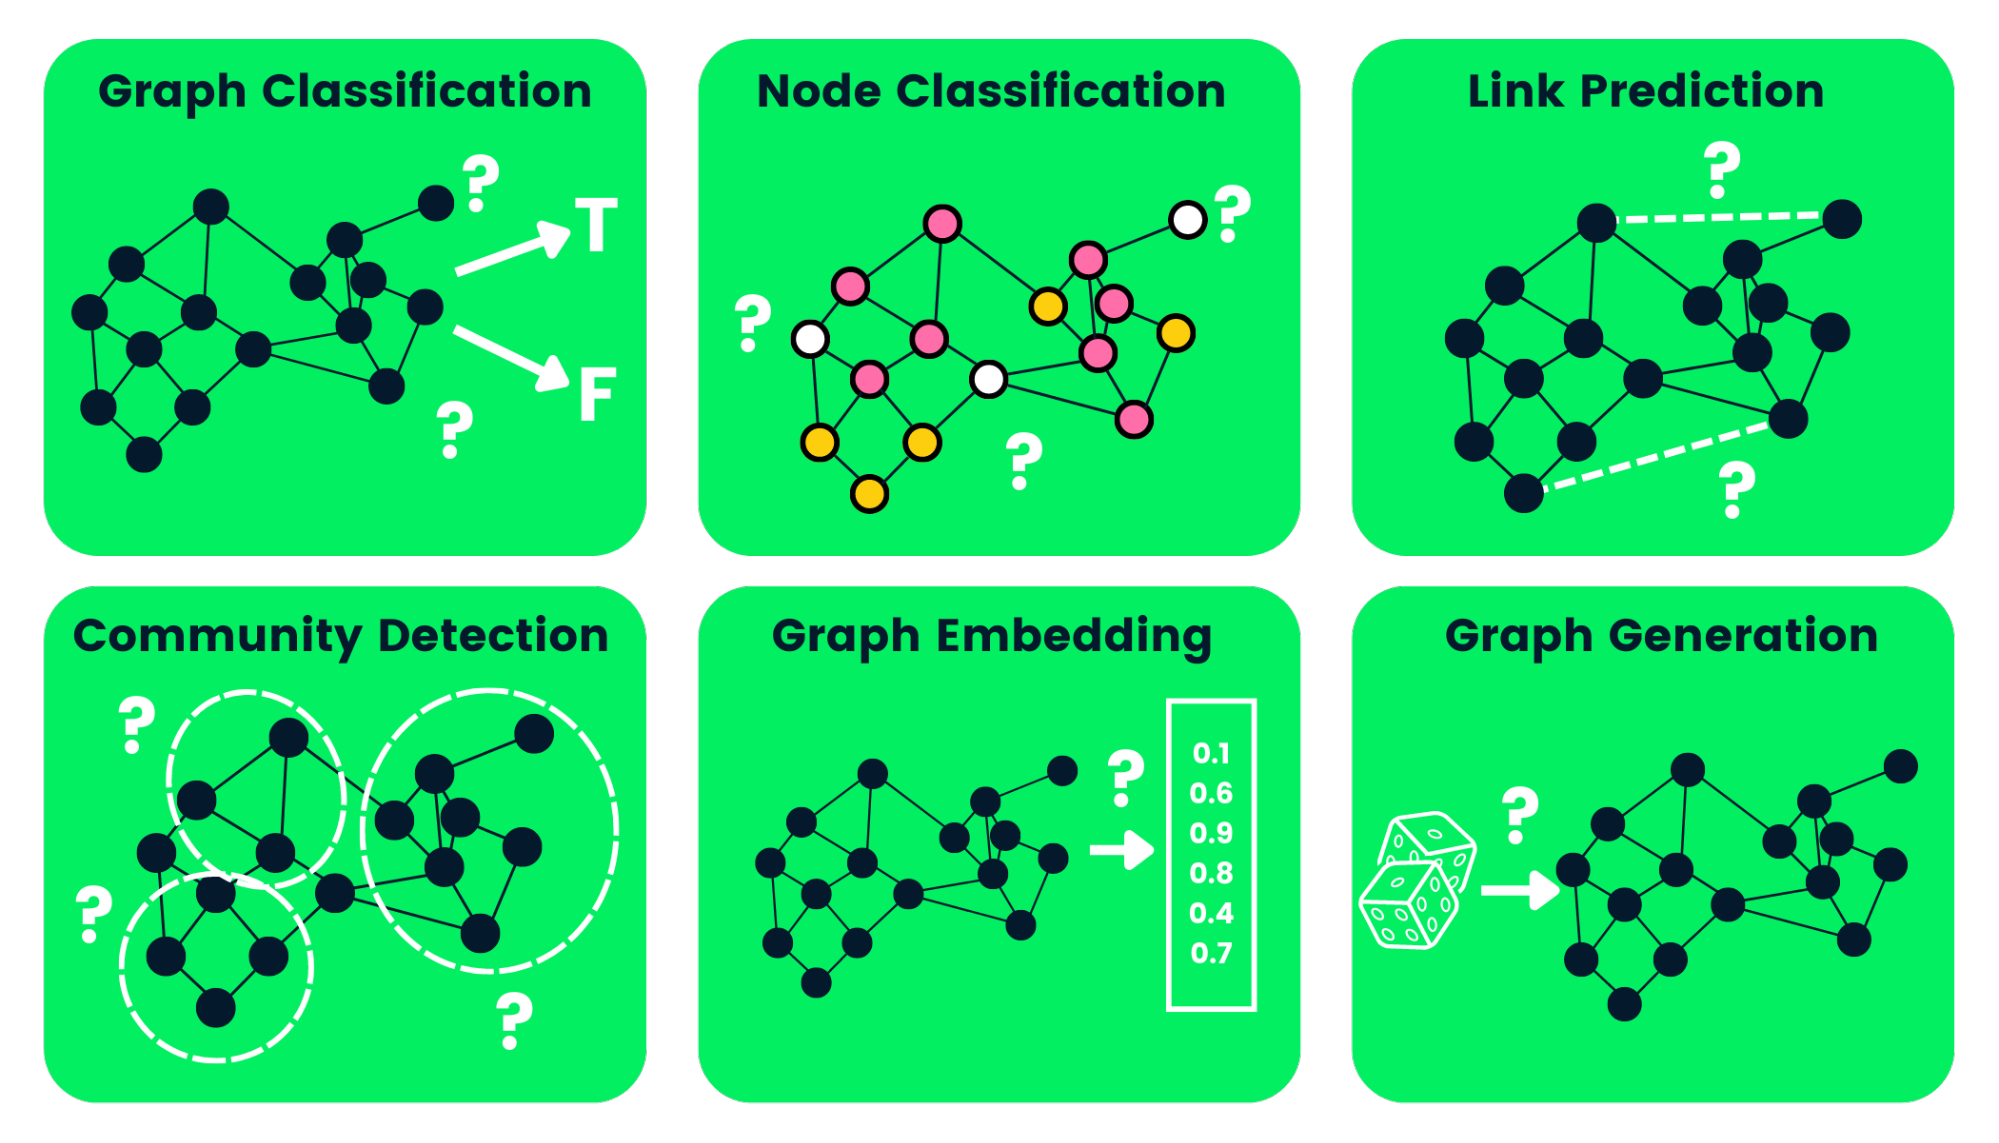 Graph Classification
?
T
F
?
Node Classification
?
?
?
Link Prediction
?
?
Community Detection
?
?
?
Graph Embedding
?
0.1
0.6
0.9
0.8
0.4
0.7
Graph Generation
?